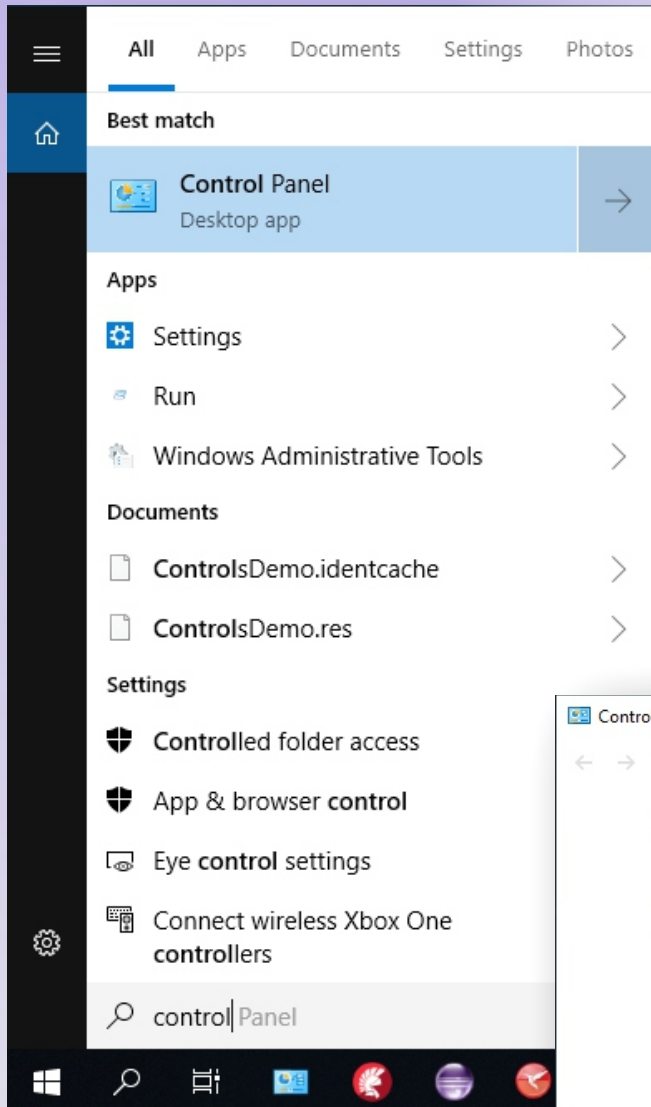 All Apps Documents Settings Photos
Best match
Control Panel
Desktop app
Apps
Settings
Run
Windows Administrative Tools
Documents
ControlsDemo.identcache
ControlsDemo.res
Settings
Controlled folder access
App & browser control
Eye control settings
Connect wireless Xbox One
controllers
control Panel
Contro